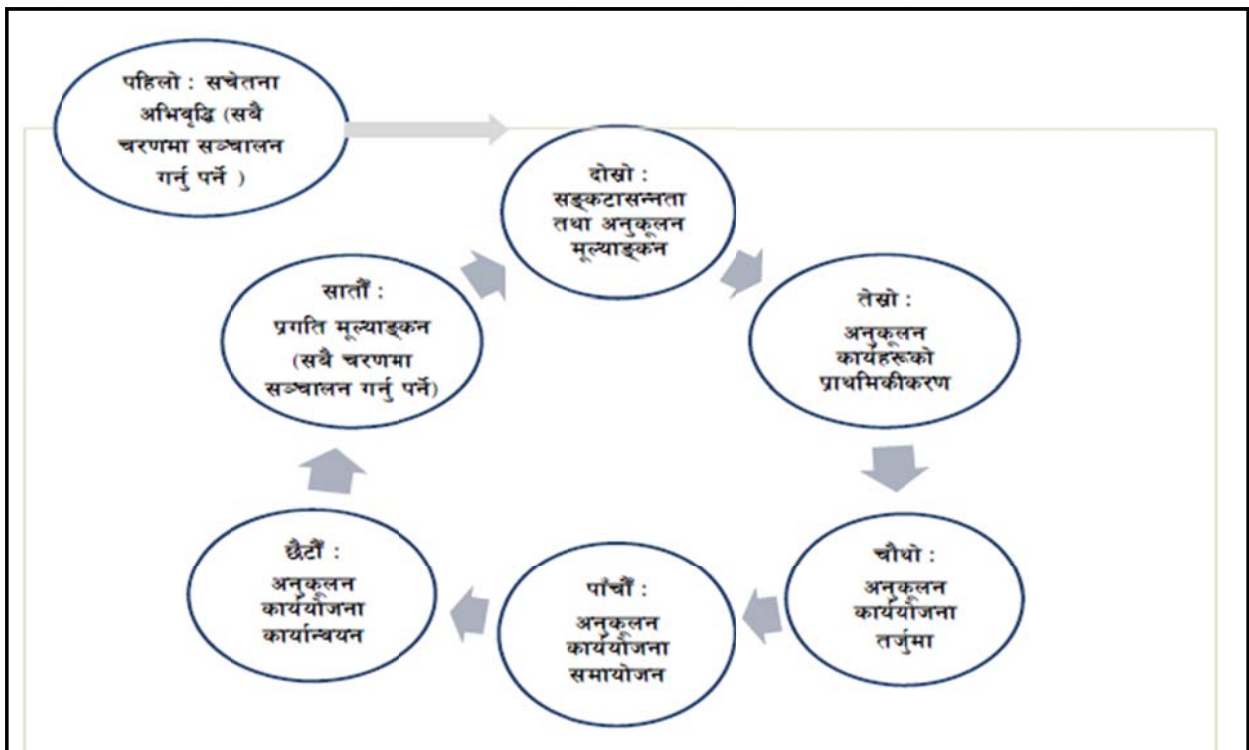 पहिलो : सचेतना
अभिबृद्धि (सबै
चरणमा सञ्चालन
गर्नु पर्ने )
दोस्रो :
सङ्कटासन्नता
तथा अनुकूलन
मूल्याङ्कन
तेस्रो :
अनुकूलन
कार्यहरूको
प्राथमिकीकरण
चौथो :
अनुकूलन
कार्ययोजना
तर्जुमा
पाँचौँ :
अनुकूलन
कार्ययोजना
समायोजन
छैटौँ :
अनुकूलन
कार्ययोजना
कार्यान्वयन
सातौँ :
प्रगति मूल्याङ्कन
(सबै चरणमा
सञ्चालन गर्नु पर्ने)